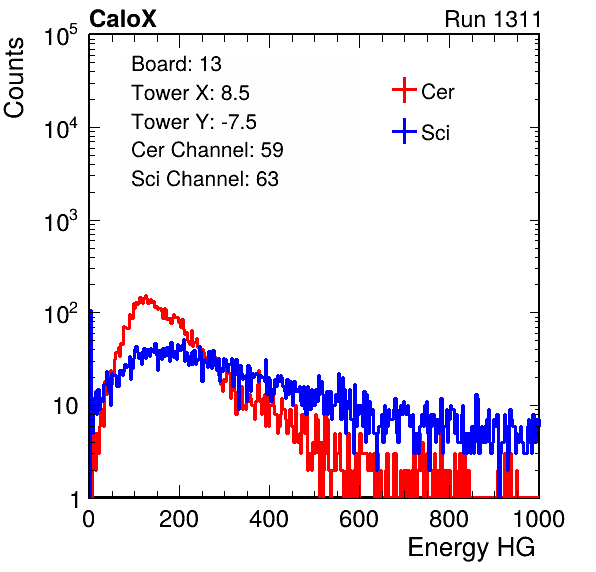 CaloX Run 1311
Counts
10^5
10^4
10^3
10^2
10
1
Board: 13
Tower X: 8.5
Tower Y: -7.5
Cer Channel: 59
Sci Channel: 63
Cer
Sci
0 200 400 600 800 1000
Energy HG